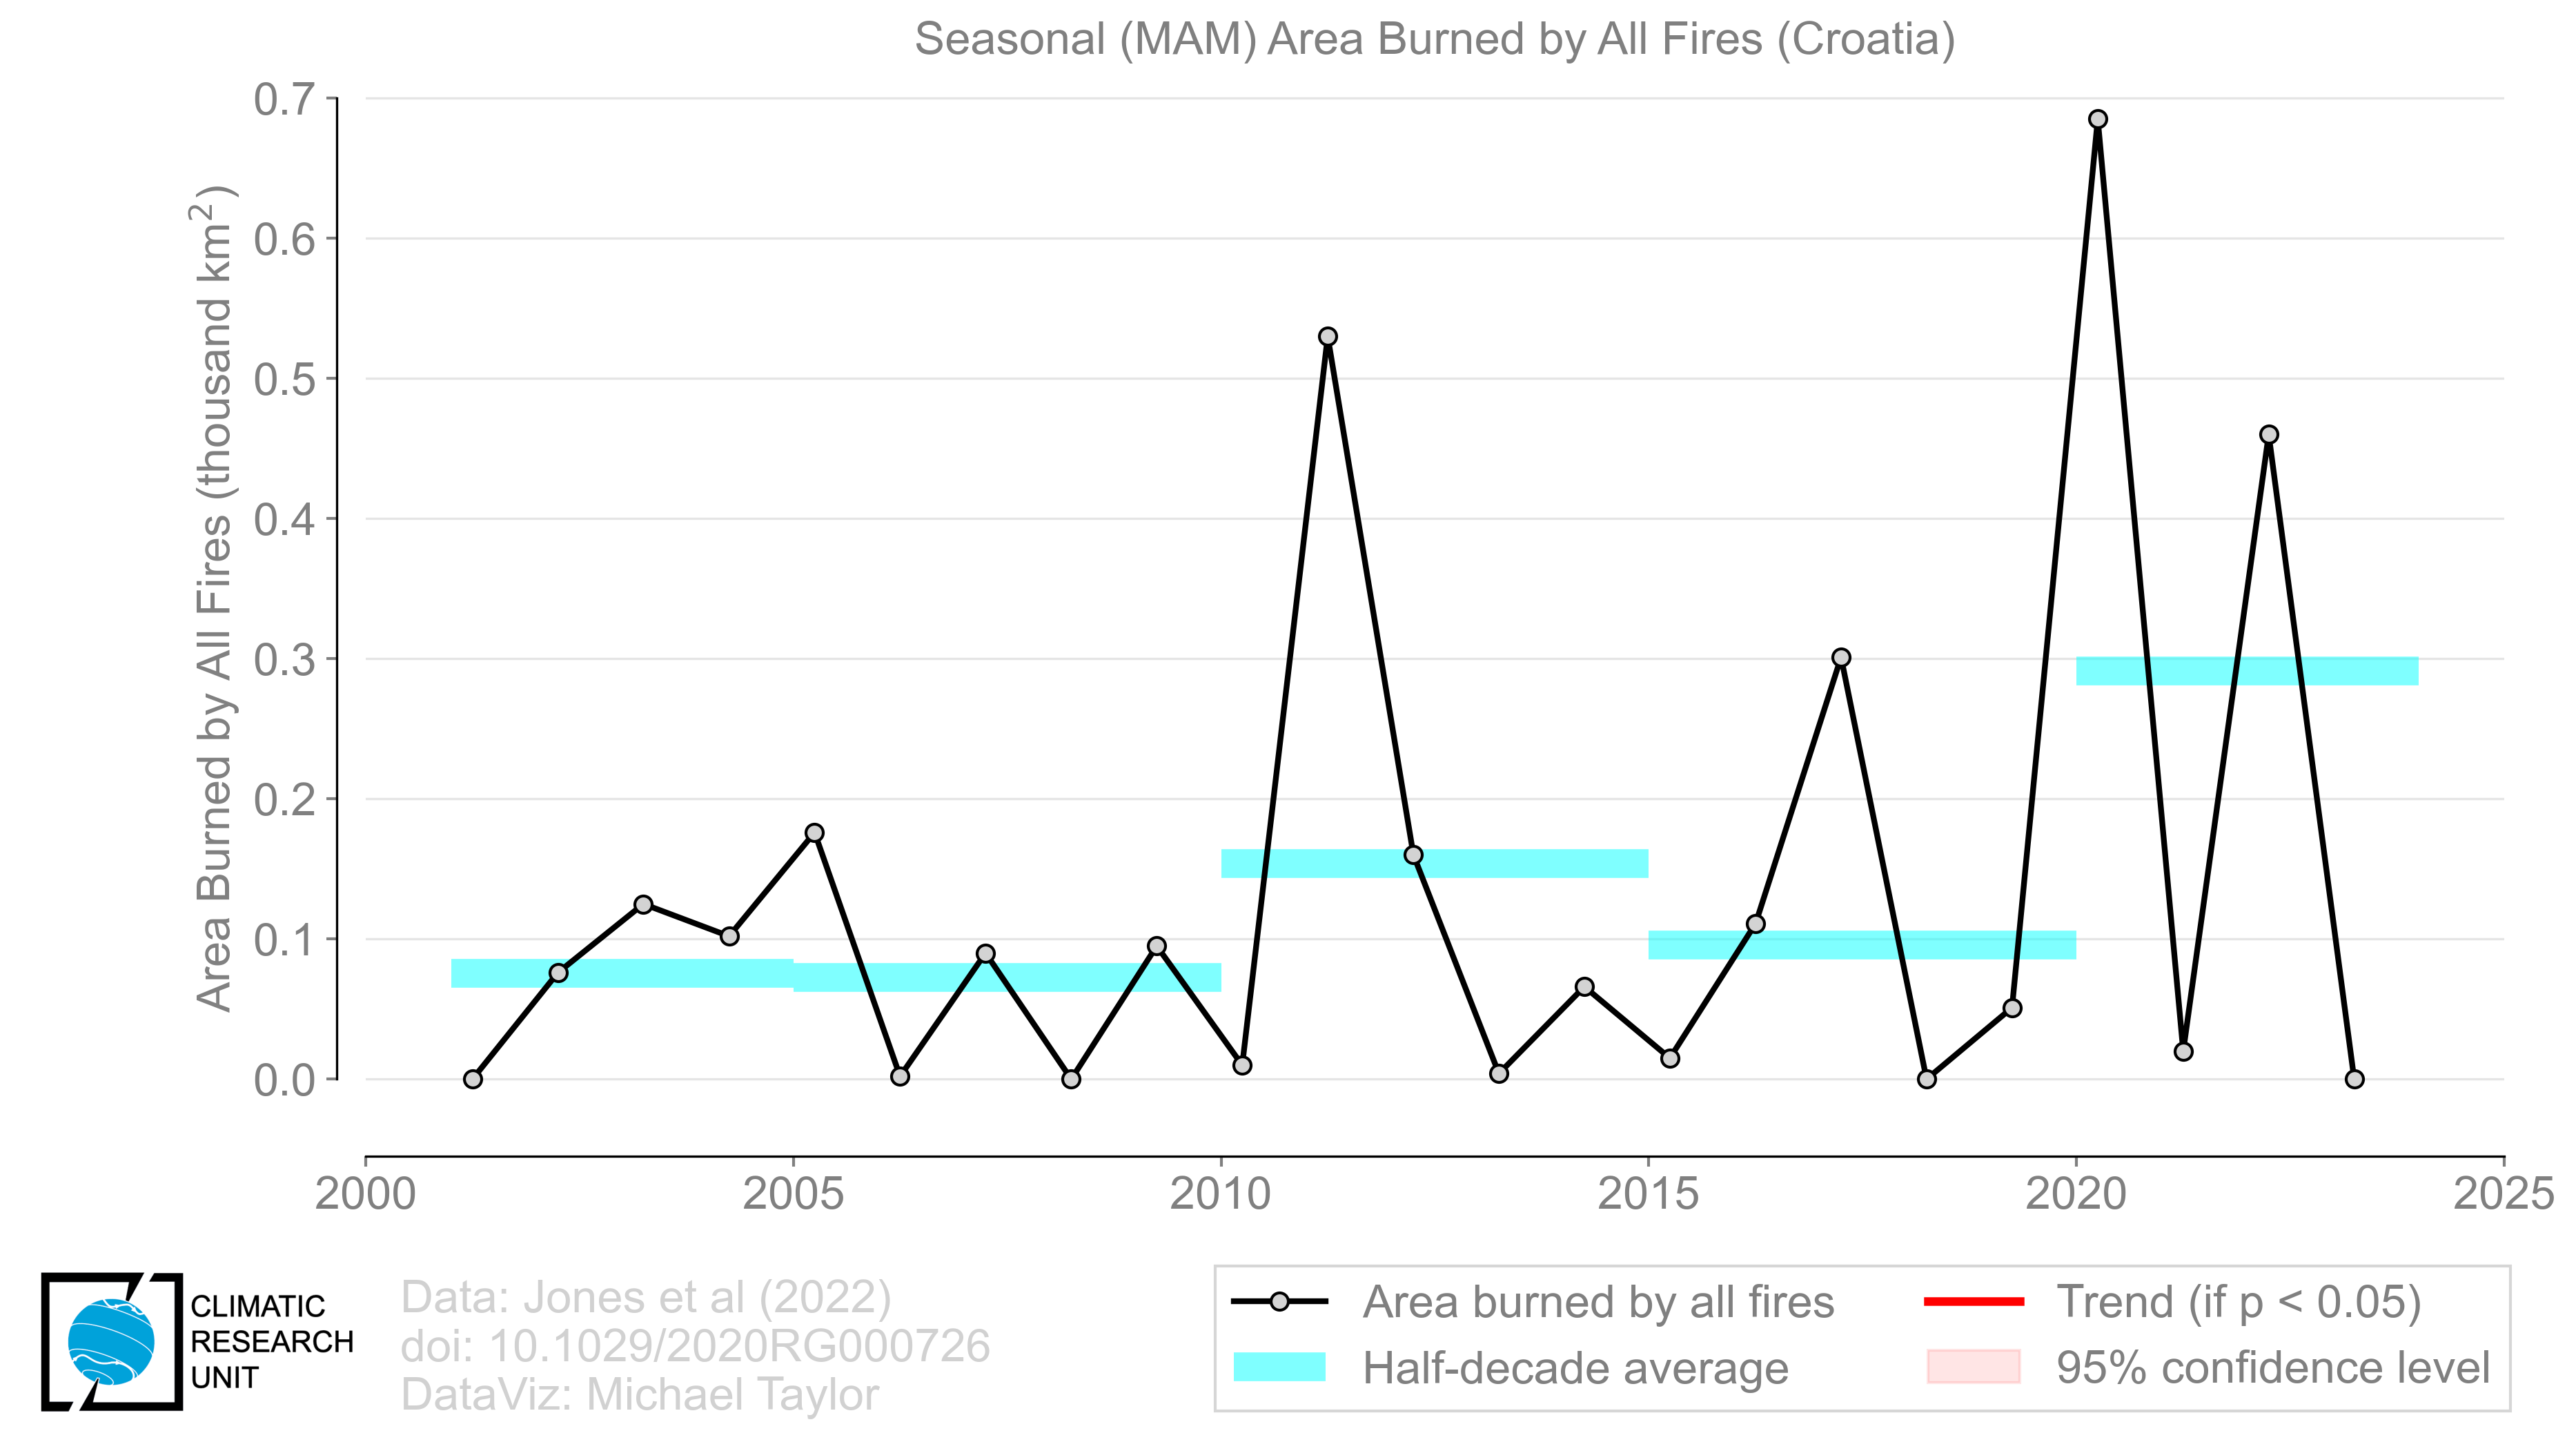 Seasonal (MAM) Area Burned by All Fires (Croatia)
Area Burned by All Fires (thousand km²)
0.7
0.6
0.5
0.4
0.3
0.2
0.1
0.0
2000 2005 2010 2015 2020 2025
CLIMATIC
RESEARCH
UNIT
Data: Jones et al (2022)
doi: 10.1029/2020RG000726
DataViz: Michael Taylor
Area burned by all fires
Half-decade average
Trend (if p < 0.05)
95% confidence level